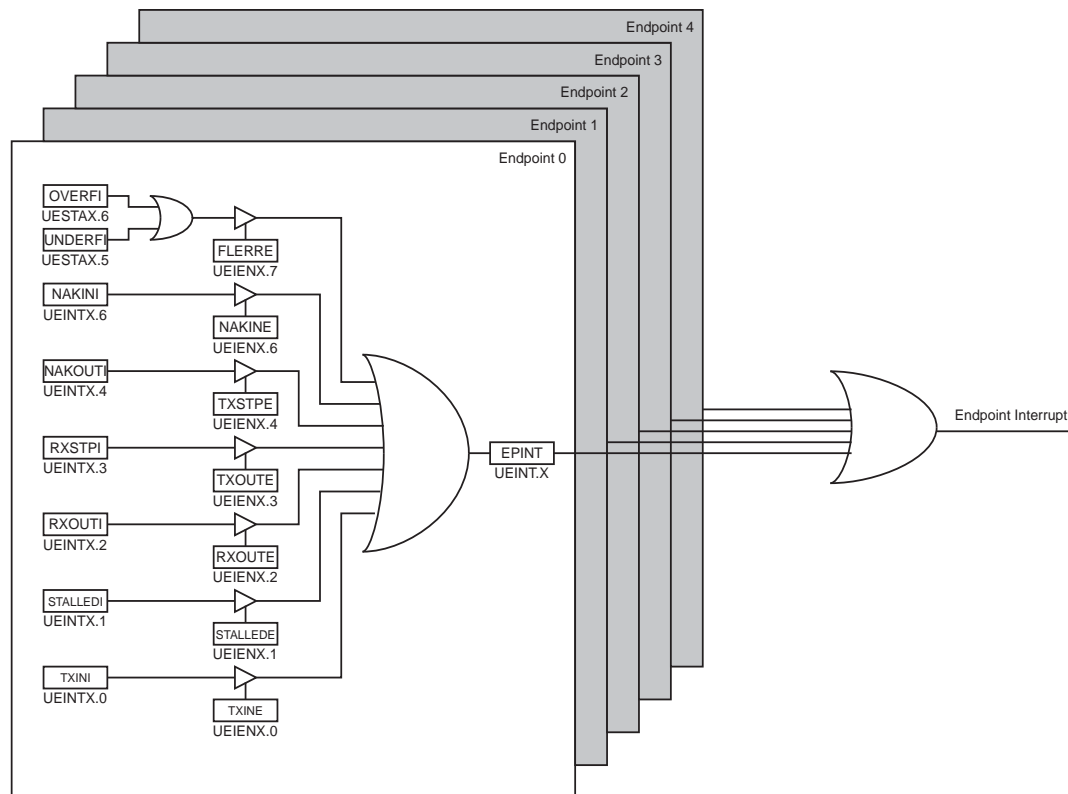 Endpoint 4
Endpoint 3
Endpoint 2
Endpoint 1
Endpoint 0
OVERFI
UESTAX.6
UNDERFI
UESTAX.5
FLERRE
UEIENX.7
NAKINI
UEINTX.6
NAKINE
UEIENX.6
NAKOUTI
UEINTX.4
TXSTPE
UEIENX.4
RXSTPI
UEINTX.3
TXOUTE
UEIENX.3
RXOUTI
UEINTX.2
RXOUTE
UEIENX.2
STALLEDI
UEINTX.1
STALLEDE
UEIENX.1
TXINI
UEINTX.0
TXINE
UEIENX.0
EPINT
UEINT.X
Endpoint Interrupt